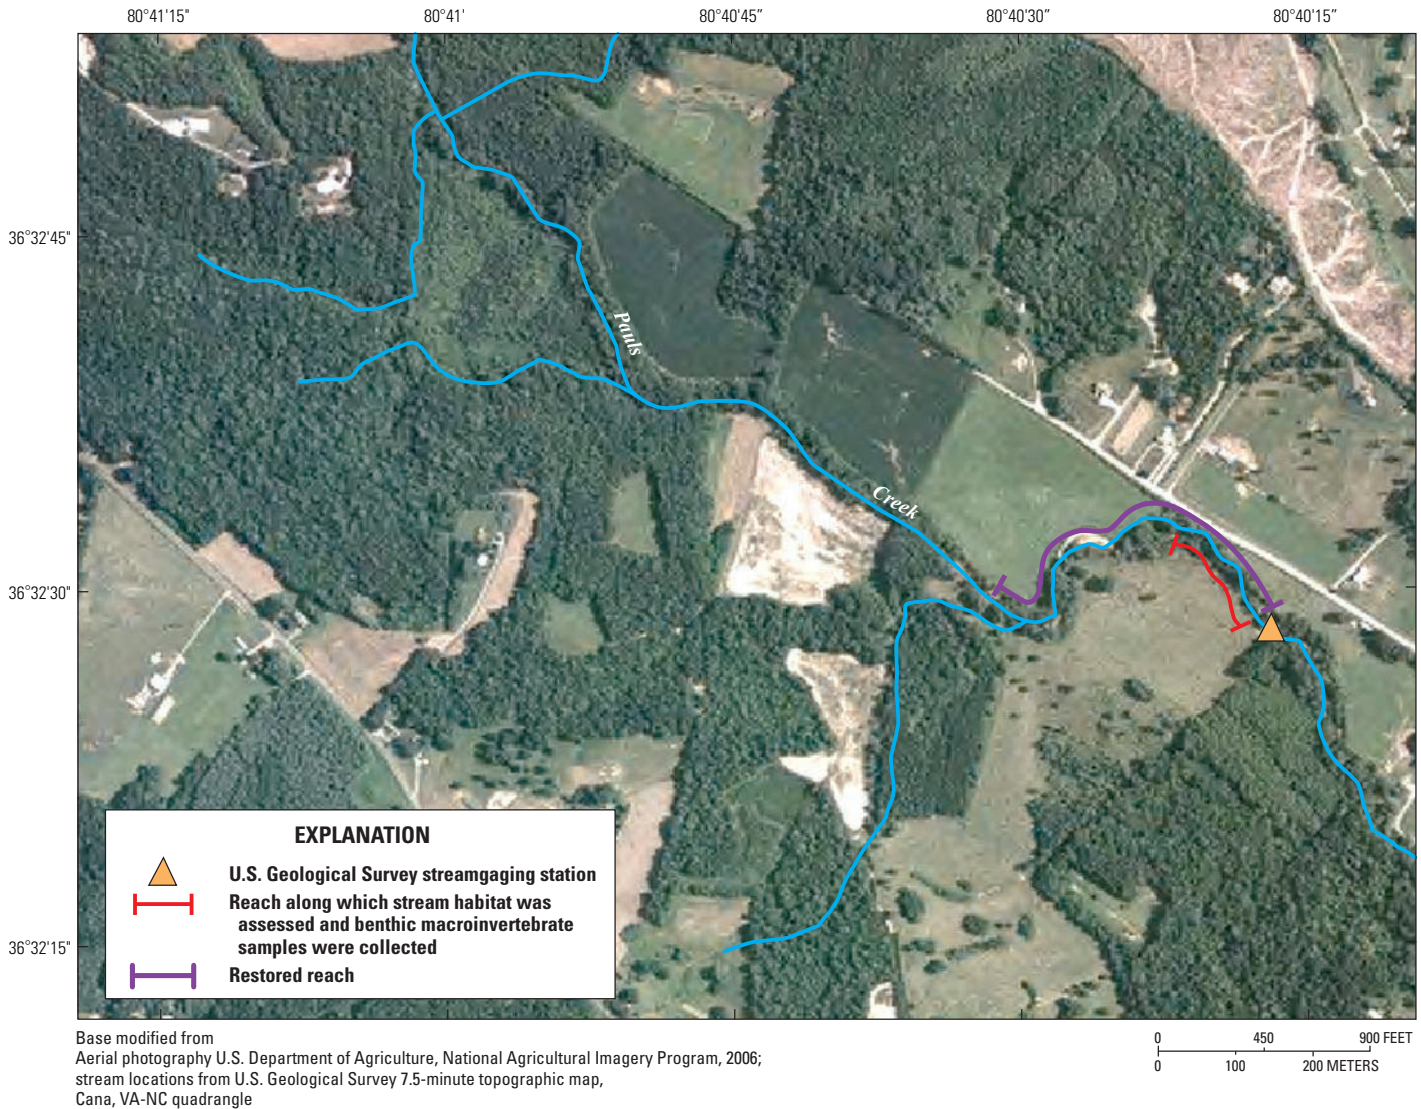 80°41'15"
80°41'
80°40'45"
80°40'30"
80°40'15"
36°32'45"
Pauls
Creek
36°32'30"
36°32'15"
EXPLANATION
U.S. Geological Survey streamgaging station
Reach along which stream habitat was
assessed and benthic macroinvertebrate
samples were collected
Restored reach
Base modified from
Aerial photography U.S. Department of Agriculture, National Agricultural Imagery Program, 2006;
stream locations from U.S. Geological Survey 7.5-minute topographic map,
Cana, VA-NC quadrangle
0 450 900 FEET
0 100 200 METERS